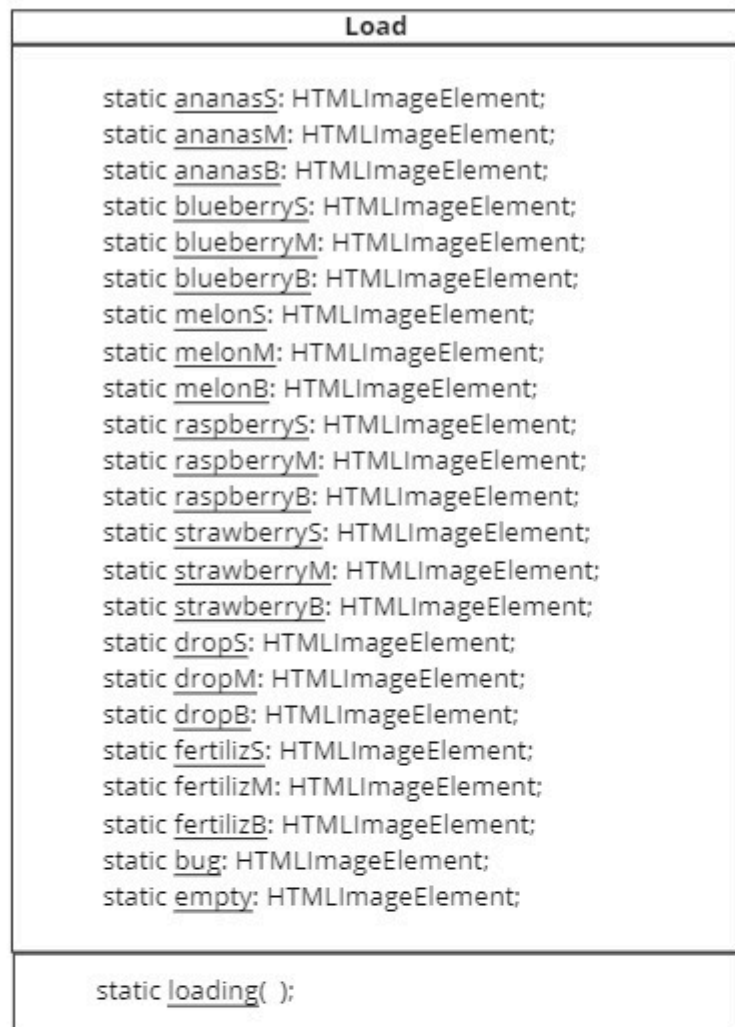 Load
static ananasS: HTMLImageElement;
static ananasM: HTMLImageElement;
static ananasB: HTMLImageElement;
static blueberryS: HTMLImageElement;
static blueberryM: HTMLImageElement;
static blueberryB: HTMLImageElement;
static melonS: HTMLImageElement;
static melonM: HTMLImageElement;
static melonB: HTMLImageElement;
static raspberryS: HTMLImageElement;
static raspberryM: HTMLImageElement;
static raspberryB: HTMLImageElement;
static strawberryS: HTMLImageElement;
static strawberryM: HTMLImageElement;
static strawberryB: HTMLImageElement;
static dropS: HTMLImageElement;
static dropM: HTMLImageElement;
static dropB: HTMLImageElement;
static fertilizS: HTMLImageElement;
static fertilizM: HTMLImageElement;
static fertilizB: HTMLImageElement;
static bug: HTMLImageElement;
static empty: HTMLImageElement;
static loading(  );